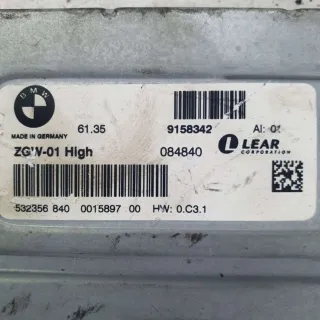 BMW
MADE IN GERMANY 61.35 9158342 AI: 01
ZGW-01 High 084840 LEAR
CORPORATION
532356 840 0015897 00 HW: 0.C3.1